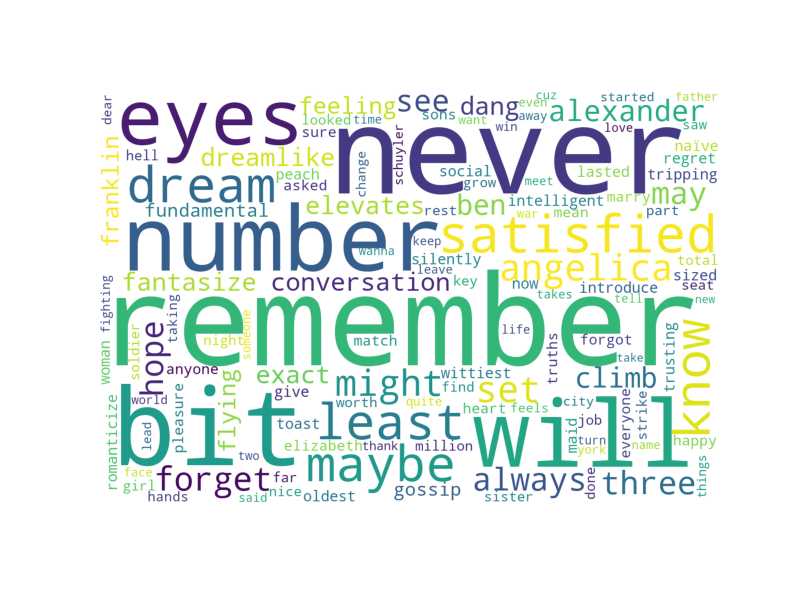 dear
eyes
feeling
looked
time
sure
see
sons
dang
even
cuz
away
want
win
started
father
alexander
love
saw
never
hell
franklin
dreamlike
peach
asked
change
schuyler
social
grow
meet
lasted
naïve
regret
tripping
dream
fundamental
elevates
rest
ben
intelligent
war
mean
marry
may
part
number
wanna
keep
silently
leave
satisfied
angelica
total
sized
seat
fantasize
conversation
key
now
introduce
takes
tell
new
fighting
remember
woman
soldier
taking
hope
night
someone
match
life
forgot
truths
take
trusting
know
anyone
flying
exact
give
might
worth
find
wittiest
quite
heart
feels
set
climb
romanticize
world
lead
pleasure
bit
toast
least
will
city
job
maid
turn
york
everyone
strike
name
happy
two
elizabeth
thank
million
maybe
face
girl
hands
said
forget
nice
far
oldest
gossip
always
sister
done
three
things